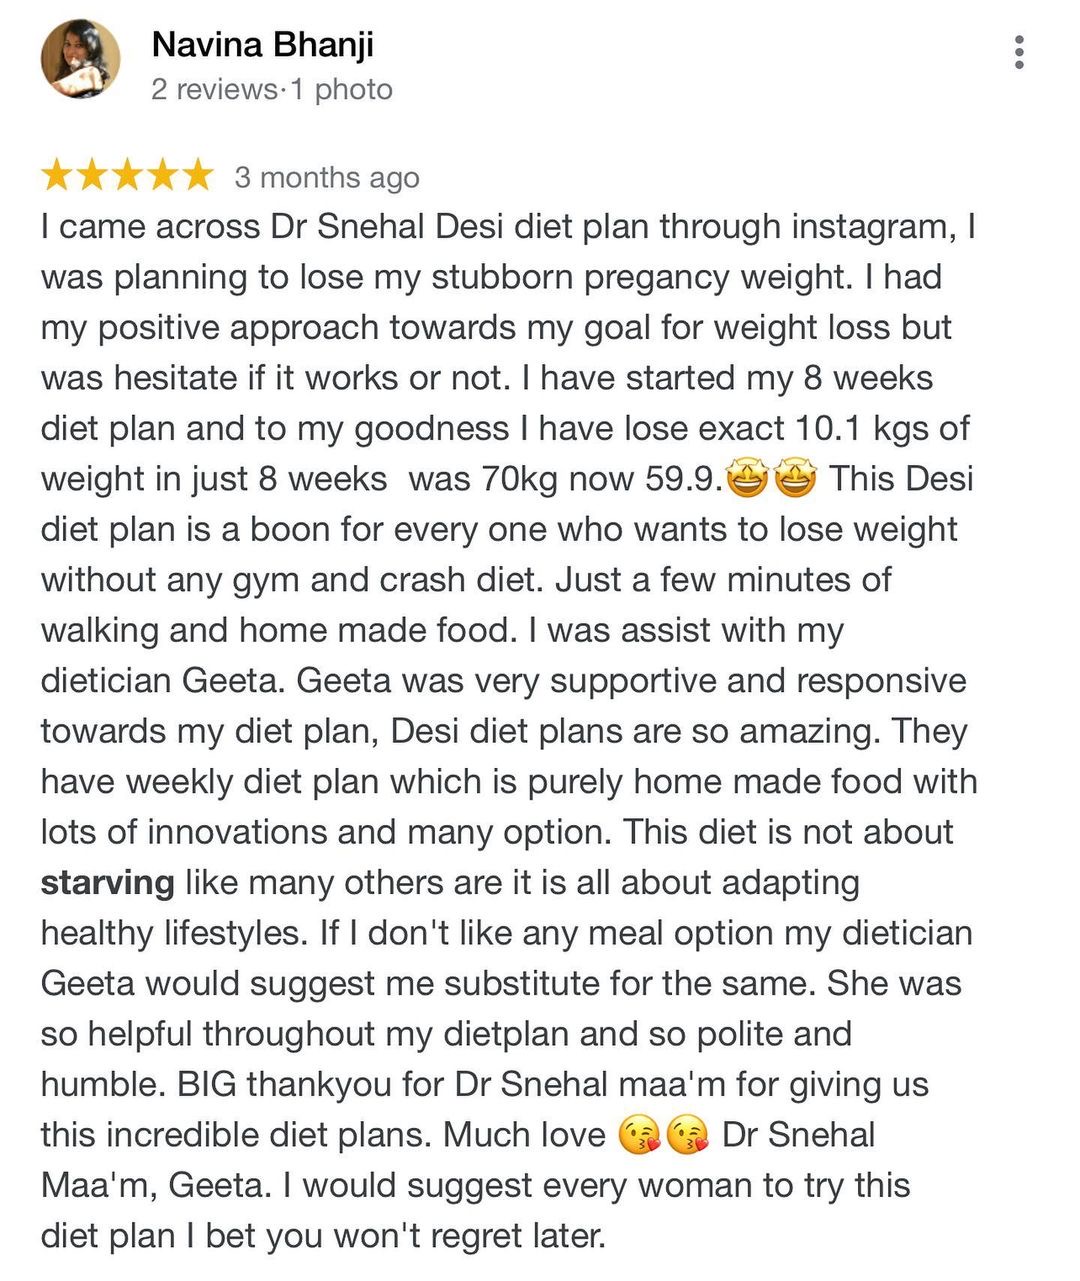 Navina Bhanji
2 reviews·1 photo
★★★★★ 3 months ago
I came across Dr Snehal Desi diet plan through instagram, I
was planning to lose my stubborn pregancy weight. I had
my positive approach towards my goal for weight loss but
was hesitate if it works or not. I have started my 8 weeks
diet plan and to my goodness I have lose exact 10.1 kgs of
weight in just 8 weeks  was 70kg now 59.9.🤩🤩 This Desi
diet plan is a boon for every one who wants to lose weight
without any gym and crash diet. Just a few minutes of
walking and home made food. I was assist with my
dietician Geeta. Geeta was very supportive and responsive
towards my diet plan, Desi diet plans are so amazing. They
have weekly diet plan which is purely home made food with
lots of innovations and many option. This diet is not about
starving like many others are it is all about adapting
healthy lifestyles. If I don't like any meal option my dietician
Geeta would suggest me substitute for the same. She was
so helpful throughout my dietplan and so polite and
humble. BIG thankyou for Dr Snehal maa'm for giving us
this incredible diet plans. Much love 😘😘 Dr Snehal
Maa'm, Geeta. I would suggest every woman to try this
diet plan I bet you won't regret later.